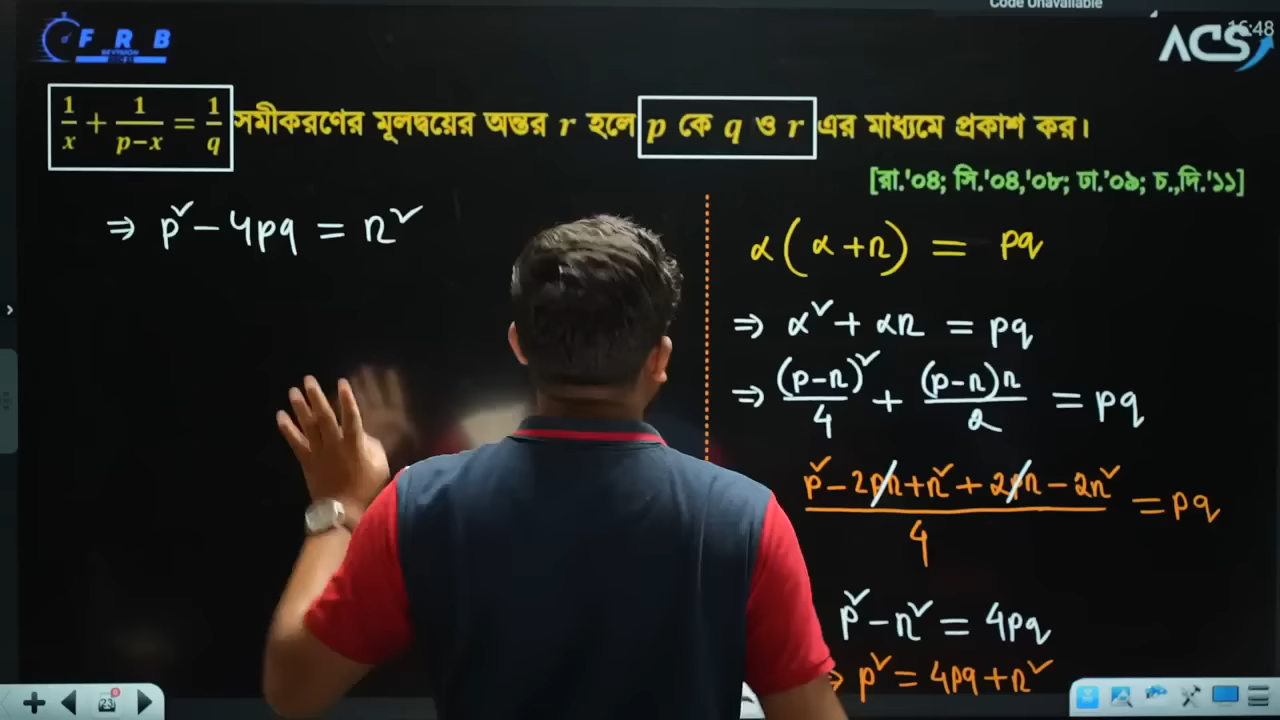 Code Unavailable
16:48
FRB
REVISION
ACS
1/x + 1/(p−x) = 1/q সমীকরণের মূলদ্বয়ের অন্তর r হলে p কে q ও r এর মাধ্যমে প্রকাশ কর।
[রা.'০৪; সি.'০৪,'০৮; ঢা.'০৯; চ.,দি.'১১]
⇒ p² − 4pq = r²
α(α+r) = pq
⇒ α² + αr = pq
⇒ (p−r)²/4 + (p−r)r/2 = pq
(p² − 2pr + r² + 2pr − 2r²)/4 = pq
p² − r² = 4pq
⇒ p² = 4pq + r²
23